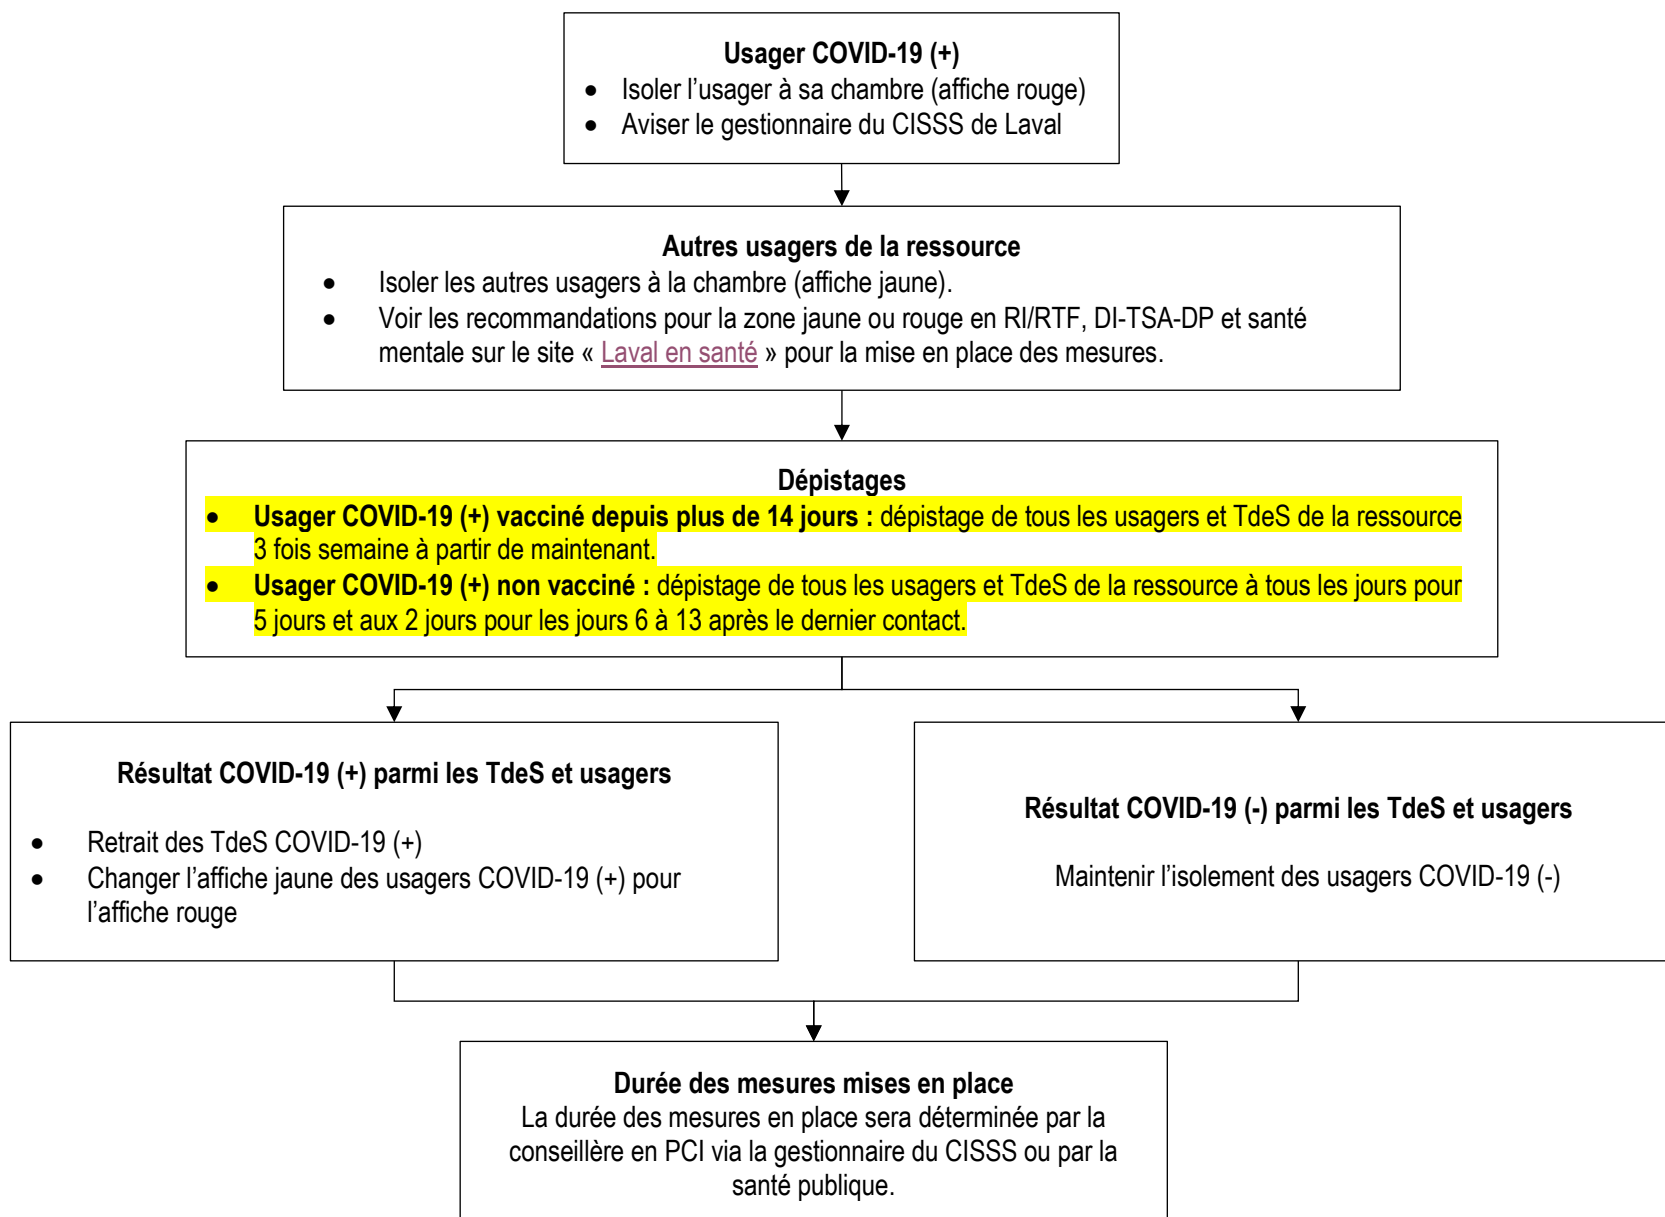 Usager COVID-19 (+)
• Isoler l’usager à sa chambre (affiche rouge)
• Aviser le gestionnaire du CISSS de Laval
Autres usagers de la ressource
• Isoler les autres usagers à la chambre (affiche jaune).
• Voir les recommandations pour la zone jaune ou rouge en RI/RTF, DI-TSA-DP et santé
mentale sur le site « Laval en santé » pour la mise en place des mesures.
Dépistages
• Usager COVID-19 (+) vacciné depuis plus de 14 jours : dépistage de tous les usagers et TdeS de la ressource
3 fois semaine à partir de maintenant.
• Usager COVID-19 (+) non vacciné : dépistage de tous les usagers et TdeS de la ressource à tous les jours pour
5 jours et aux 2 jours pour les jours 6 à 13 après le dernier contact.
Résultat COVID-19 (+) parmi les TdeS et usagers
• Retrait des TdeS COVID-19 (+)
• Changer l’affiche jaune des usagers COVID-19 (+) pour
l’affiche rouge
Résultat COVID-19 (-) parmi les TdeS et usagers
Maintenir l’isolement des usagers COVID-19 (-)
Durée des mesures mises en place
La durée des mesures en place sera déterminée par la
conseillère en PCI via la gestionnaire du CISSS ou par la
santé publique.